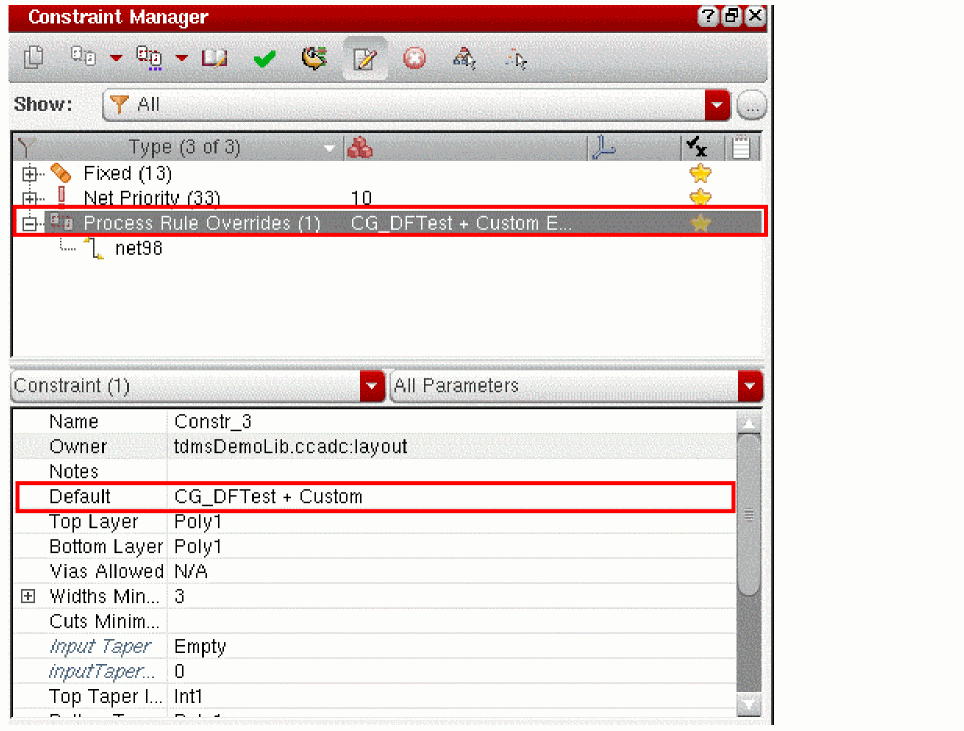 Constraint Manager
Show: All
Type (3 of 3)
Fixed (13)
Net Priority (33) 10
Process Rule Overrides (1) CG_DFTest + Custom E...
net98
Constraint (1) All Parameters
Name Constr_3
Owner tdmsDemoLib.ccadc:layout
Notes
Default CG_DFTest + Custom
Top Layer Poly1
Bottom Layer Poly1
Vias Allowed N/A
Widths Min... 3
Cuts Minim...
Input Taper Empty
inputTaper... 0
Top Taper I... Int1